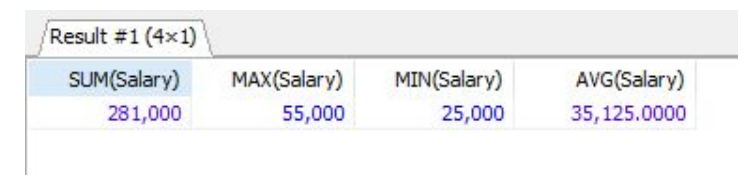 Result #1 (4×1)
SUM(Salary) MAX(Salary) MIN(Salary) AVG(Salary)
281,000 55,000 25,000 35,125.0000